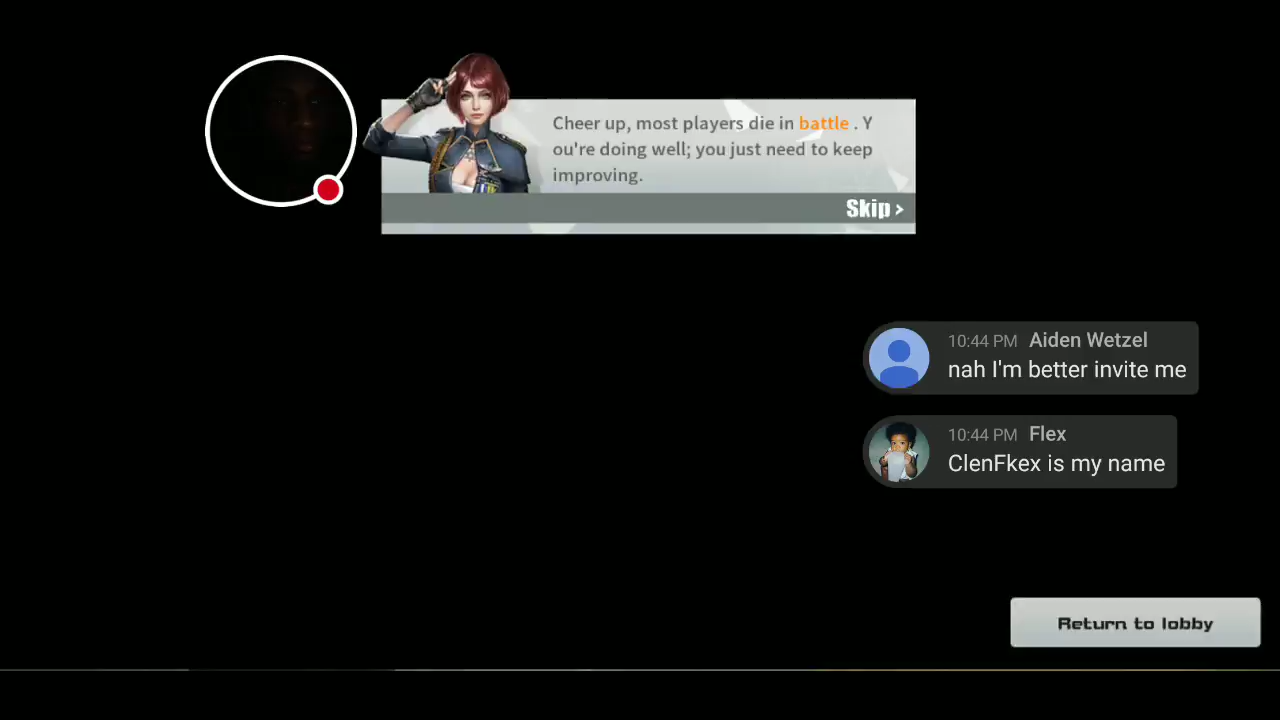 Cheer up, most players die in battle . Y
ou're doing well; you just need to keep
improving.
Skip >
10:44 PM Aiden Wetzel
nah I'm better invite me
10:44 PM Flex
ClenFkex is my name
Return to lobby